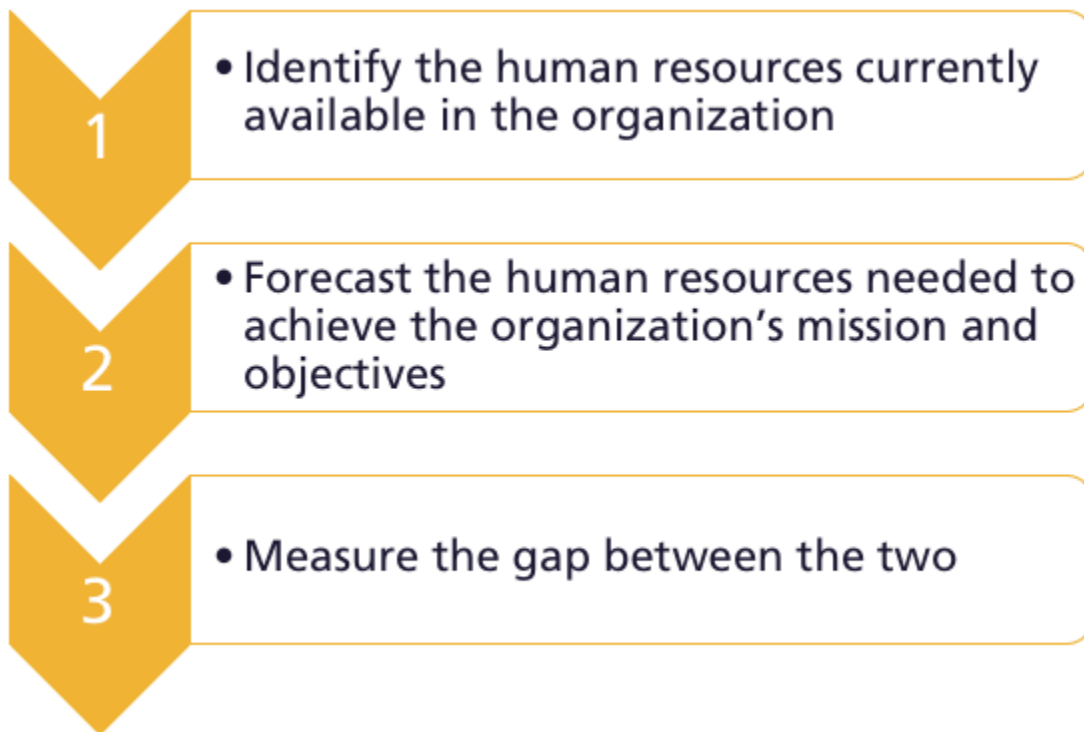 1
• Identify the human resources currently
available in the organization
2
• Forecast the human resources needed to
achieve the organization’s mission and
objectives
3
• Measure the gap between the two